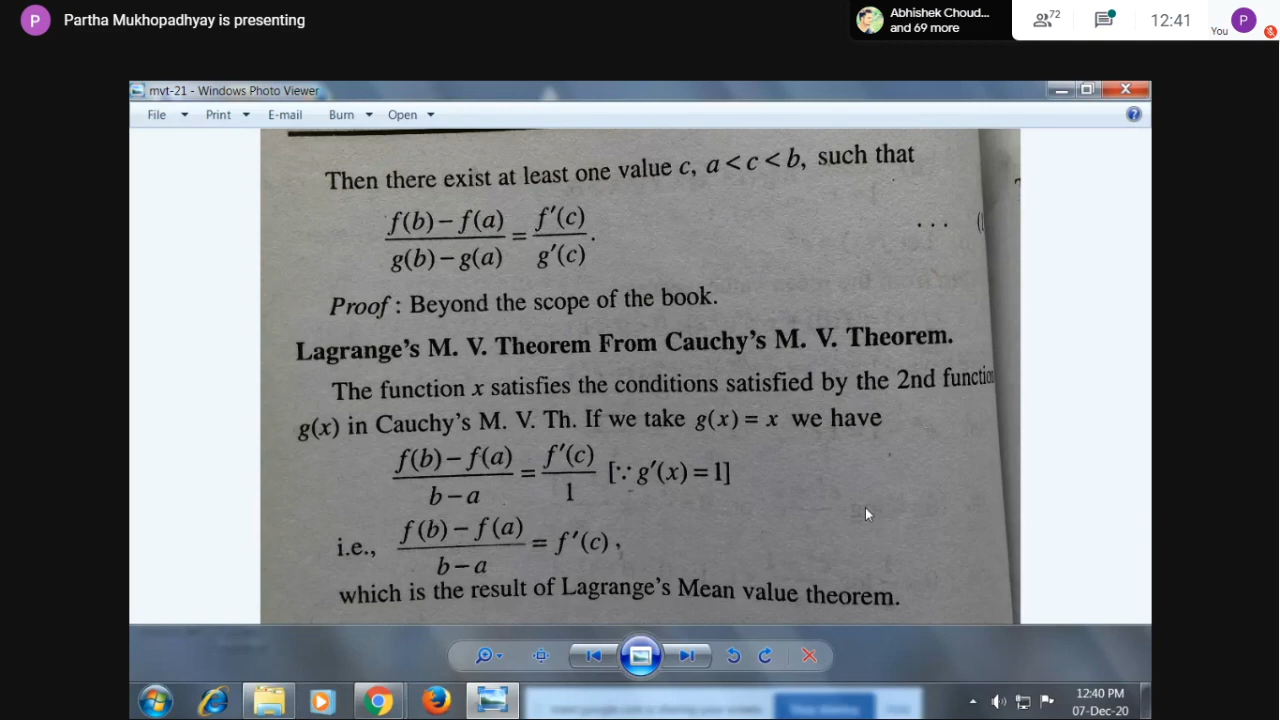 P Partha Mukhopadhyay is presenting
Abhishek Choud...
and 69 more
72
12:41
You P
mvt-21 - Windows Photo Viewer
File Print E-mail Burn Open
Then there exist at least one value c, a < c < b, such that
f(b) – f(a) / g(b) – g(a) = f′(c) / g′(c).
... (
Proof : Beyond the scope of the book.
Lagrange's M. V. Theorem From Cauchy's M. V. Theorem.
The function x satisfies the conditions satisfied by the 2nd function
g(x) in Cauchy's M. V. Th. If we take g(x) = x we have
f(b) – f(a) / b – a = f′(c) / 1 [∵ g′(x) = 1]
i.e., f(b) – f(a) / b – a = f′(c),
which is the result of Lagrange's Mean value theorem.
12:40 PM
07-Dec-20